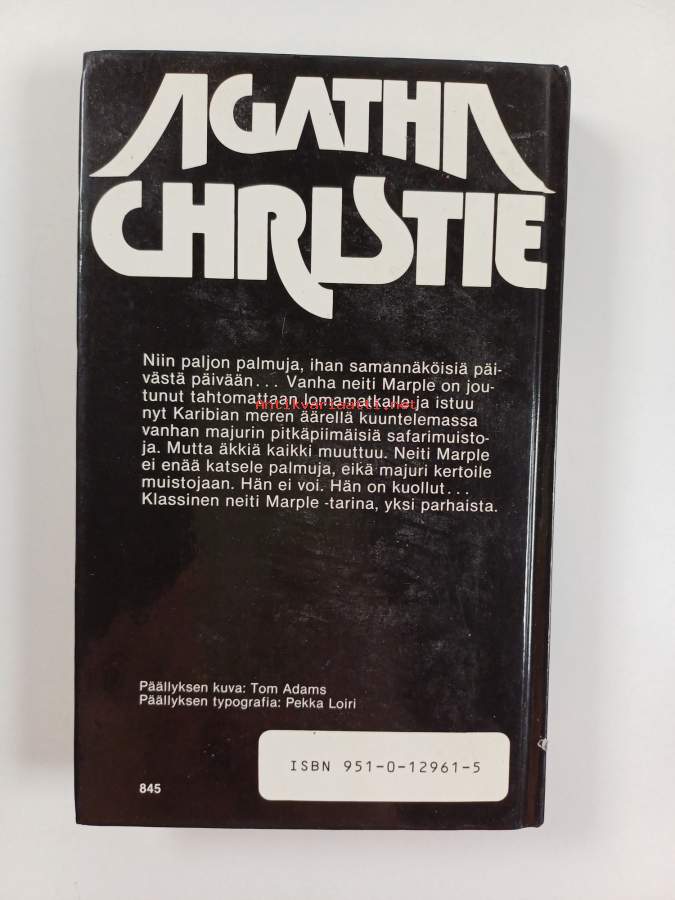 AGATHA
CHRISTIE
Niin paljon palmuja, ihan samannäköisiä päi-
västä päivään... Vanha neiti Marple on jou-
tunut tahtomattaan lomamatkalle ja istuu
Antikvariaatti.net
nyt Karibian meren äärellä kuuntelemassa
vanhan majurin pitkäpiimäisiä safarimuisto-
ja. Mutta äkkiä kaikki muuttuu. Neiti Marple
ei enää katsele palmuja, eikä majuri kertoile
muistojaan. Hän ei voi. Hän on kuollut...
Klassinen neiti Marple -tarina, yksi parhaista.
Päällyksen kuva: Tom Adams
Päällyksen typografia: Pekka Loiri
ISBN 951-0-12961-5
845